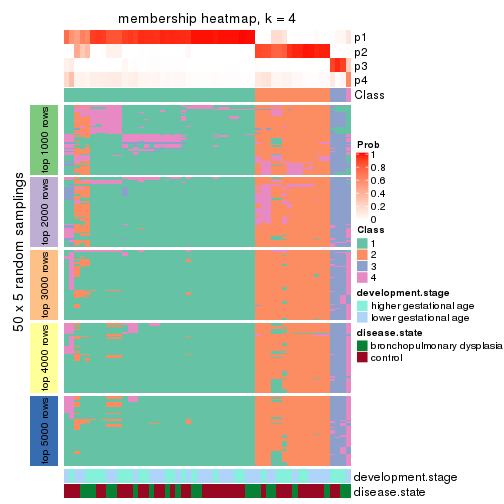 membership heatmap, k = 4
p1
p2
p3
p4
Class
50 x 5 random samplings
top 1000 rows
top 2000 rows
top 3000 rows
top 4000 rows
top 5000 rows
Prob
1
0.8
0.6
0.4
0.2
0
Class
1
2
3
4
development.stage
higher gestational age
lower gestational age
disease.state
bronchopulmonary dysplasia
control
development.stage
disease.state